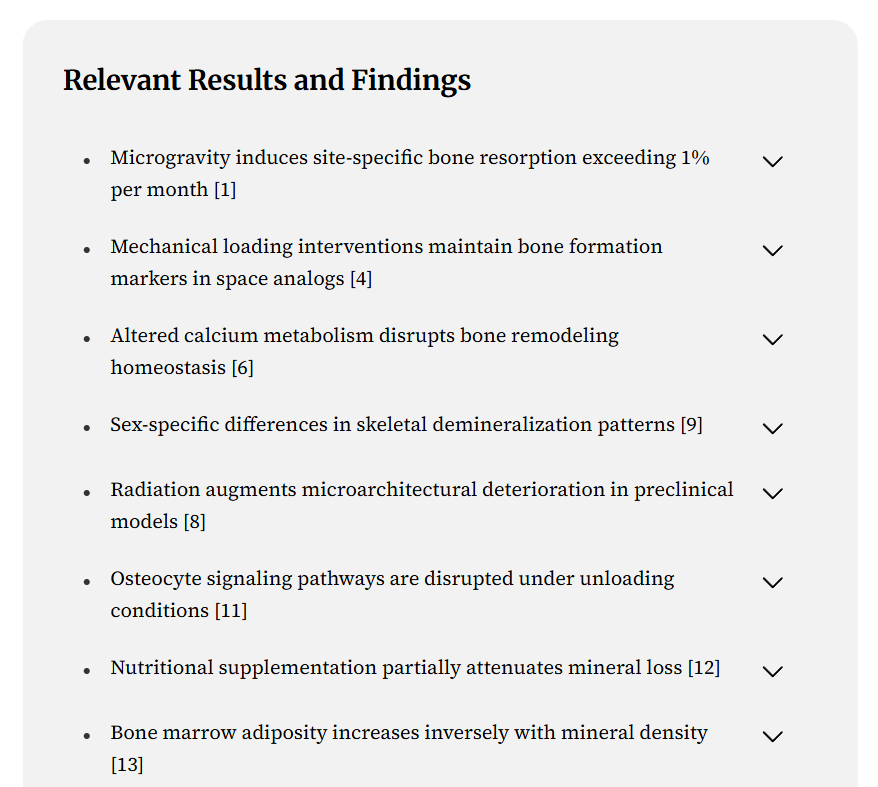 Relevant Results and Findings
• Microgravity induces site-specific bone resorption exceeding 1%
per month [1]
• Mechanical loading interventions maintain bone formation
markers in space analogs [4]
• Altered calcium metabolism disrupts bone remodeling
homeostasis [6]
• Sex-specific differences in skeletal demineralization patterns [9]
• Radiation augments microarchitectural deterioration in preclinical
models [8]
• Osteocyte signaling pathways are disrupted under unloading
conditions [11]
• Nutritional supplementation partially attenuates mineral loss [12]
• Bone marrow adiposity increases inversely with mineral density
[13]